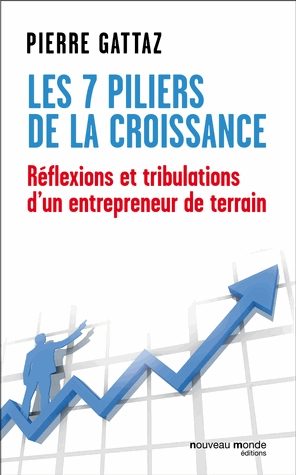 PIERRE GATTAZ
LES 7 PILIERS
DE LA CROISSANCE
Réflexions et tribulations
d'un entrepreneur de terrain
nouveau monde
éditions